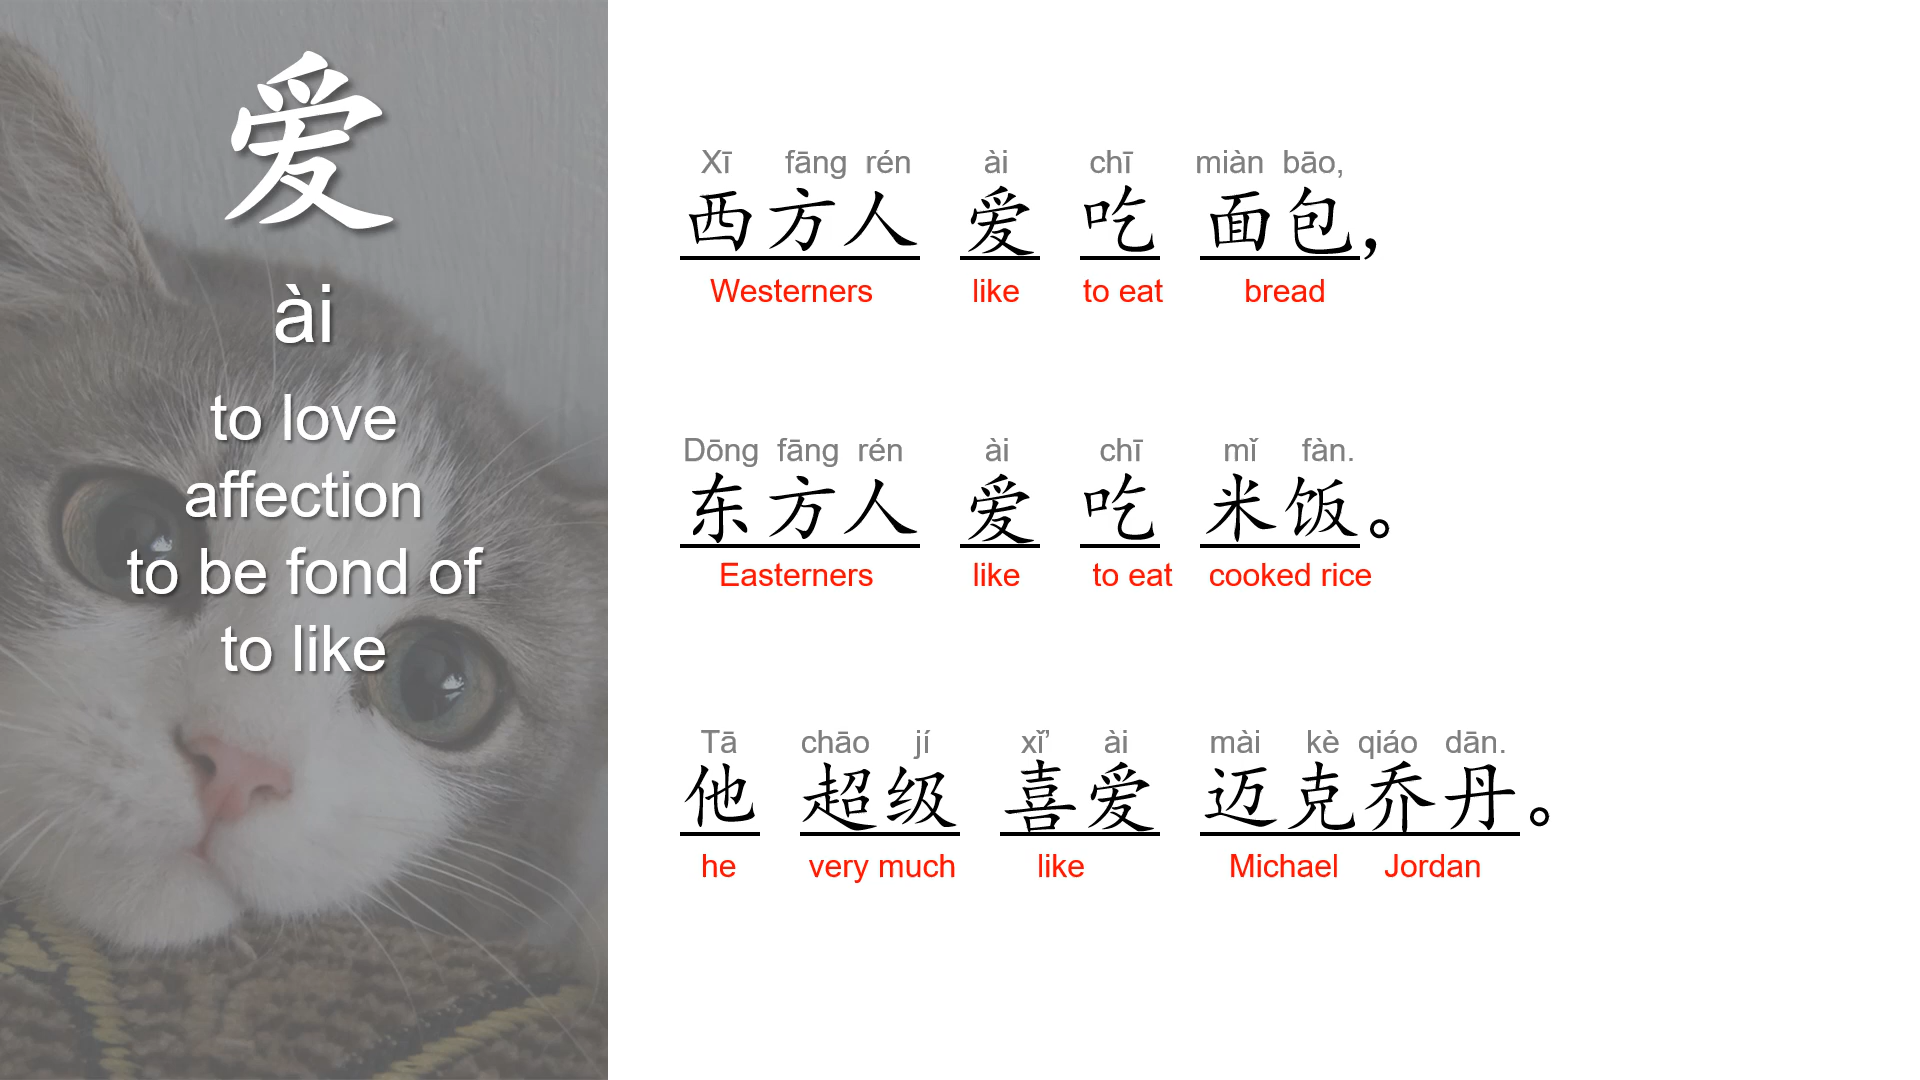 爱
ài
to love
affection
to be fond of
to like
Xī fāng rén ài chī miàn bāo,
西方人 爱 吃 面包，
Westerners like to eat bread
Dōng fāng rén ài chī mǐ fàn.
东方人 爱 吃 米饭。
Easterners like to eat cooked rice
Tā chāo jí xǐ’ ài mài kè qiáo dān.
他 超级 喜爱 迈克乔丹。
he very much like Michael Jordan